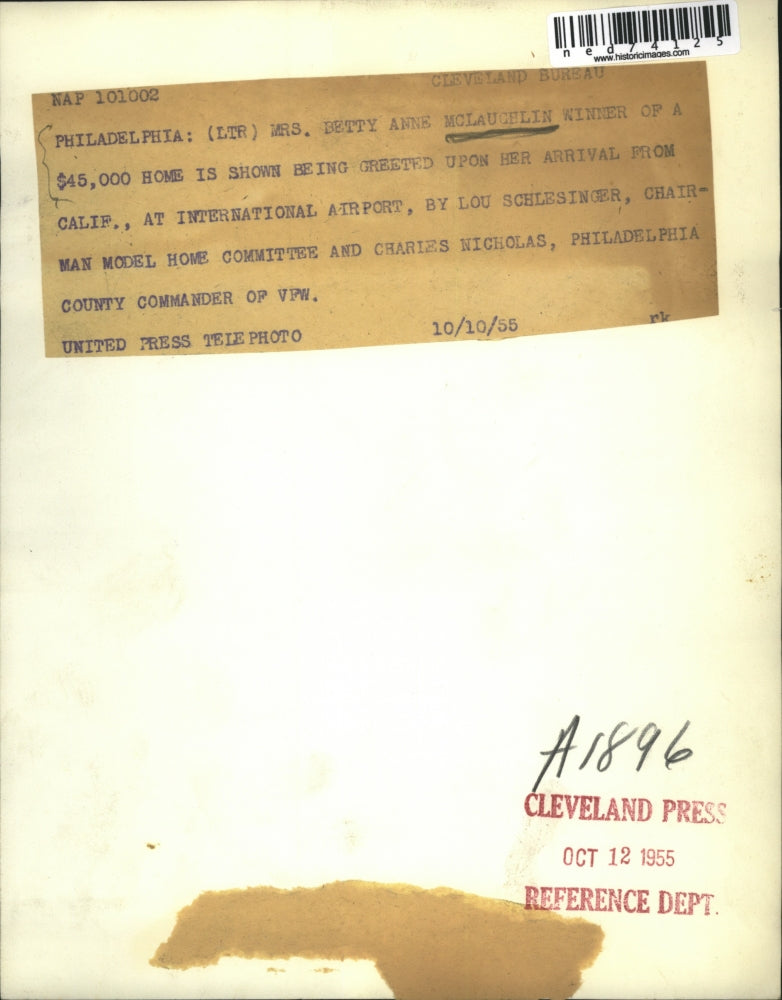 ned74125
www.historicimages.com
CLEVELAND BUREAU
NAP 101002
PHILADELPHIA: (LTR) MRS. BETTY ANNE MCLAUGHLIN WINNER OF A
$45,000 HOME IS SHOWN BEING GREETED UPON HER ARRIVAL FROM
CALIF., AT INTERNATIONAL AIRPORT, BY LOU SCHLESINGER, CHAIR-
MAN MODEL HOME COMMITTEE AND CHARLES NICHOLAS, PHILADELPHIA
COUNTY COMMANDER OF VFW.
UNITED PRESS TELEPHOTO 10/10/55 rk
A1896
CLEVELAND PRESS
OCT 12 1955
REFERENCE DEPT.